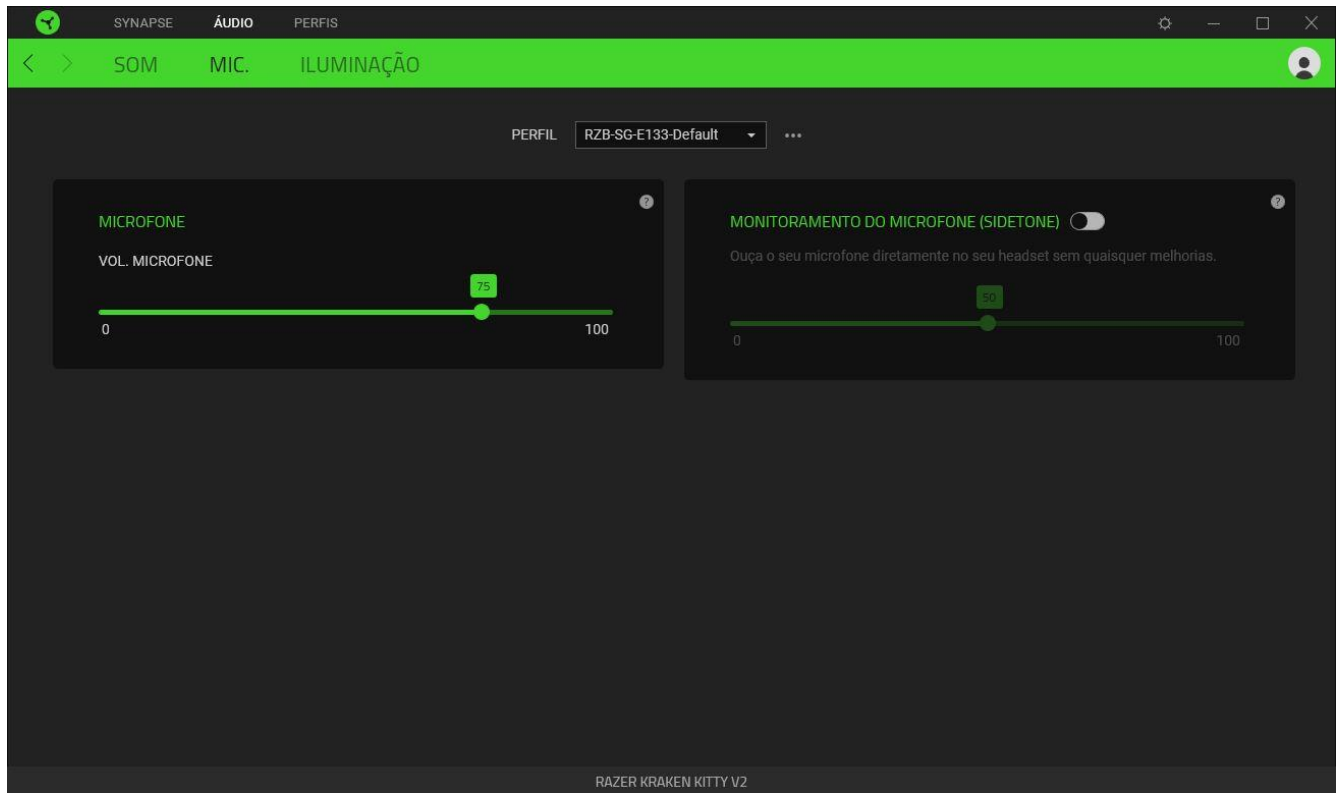 SYNAPSE ÁUDIO PERFIS
SOM MIC. ILUMINAÇÃO
PERFIL RZB-SG-E133-Default
MICROFONE
VOL. MICROFONE
75
0 100
MONITORAMENTO DO MICROFONE (SIDETONE)
Ouça o seu microfone diretamente no seu headset sem quaisquer melhorias.
50
0 100
RAZER KRAKEN KITTY V2